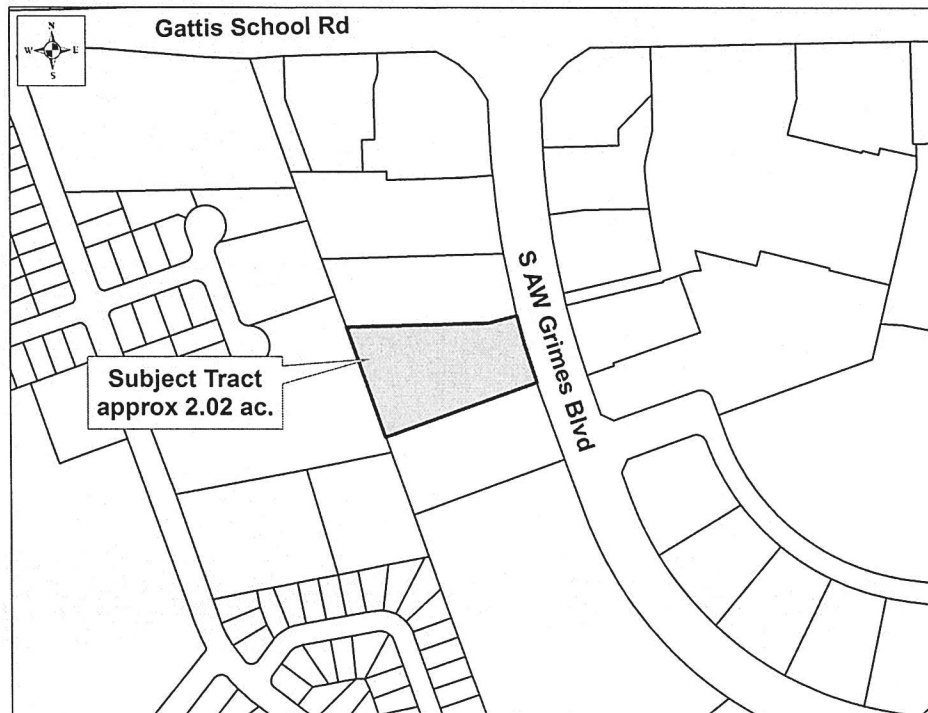 Gattis School Rd
N
W E
S
S AW Grimes Blvd
Subject Tract
approx 2.02 ac.